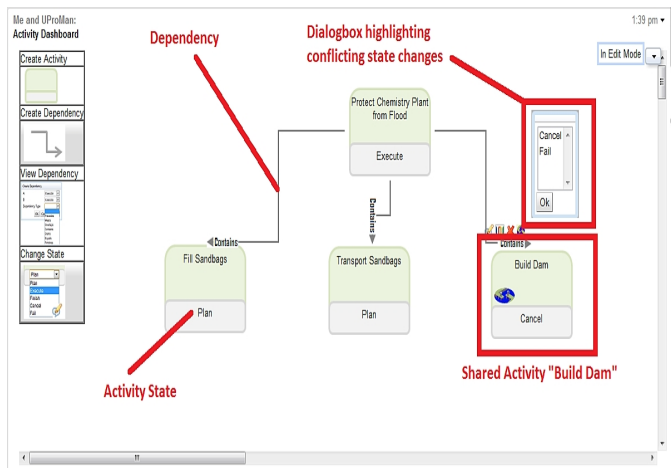 Me and UProMan:
Activity Dashboard
1:39 pm
Dependency
Dialogbox highlighting
conflicting state changes
In Edit Mode
Create Activity
Create Dependency
View Dependency
Change State
Plan
Plan
Execute
Finish
Cancel
Fail
Protect Chemistry Plant
from Flood
Execute
Cancel
Fail
Ok
Contains
Contains
Contains
Fill Sandbags
Plan
Transport Sandbags
Plan
Build Dam
Cancel
Activity State
Shared Activity "Build Dam"